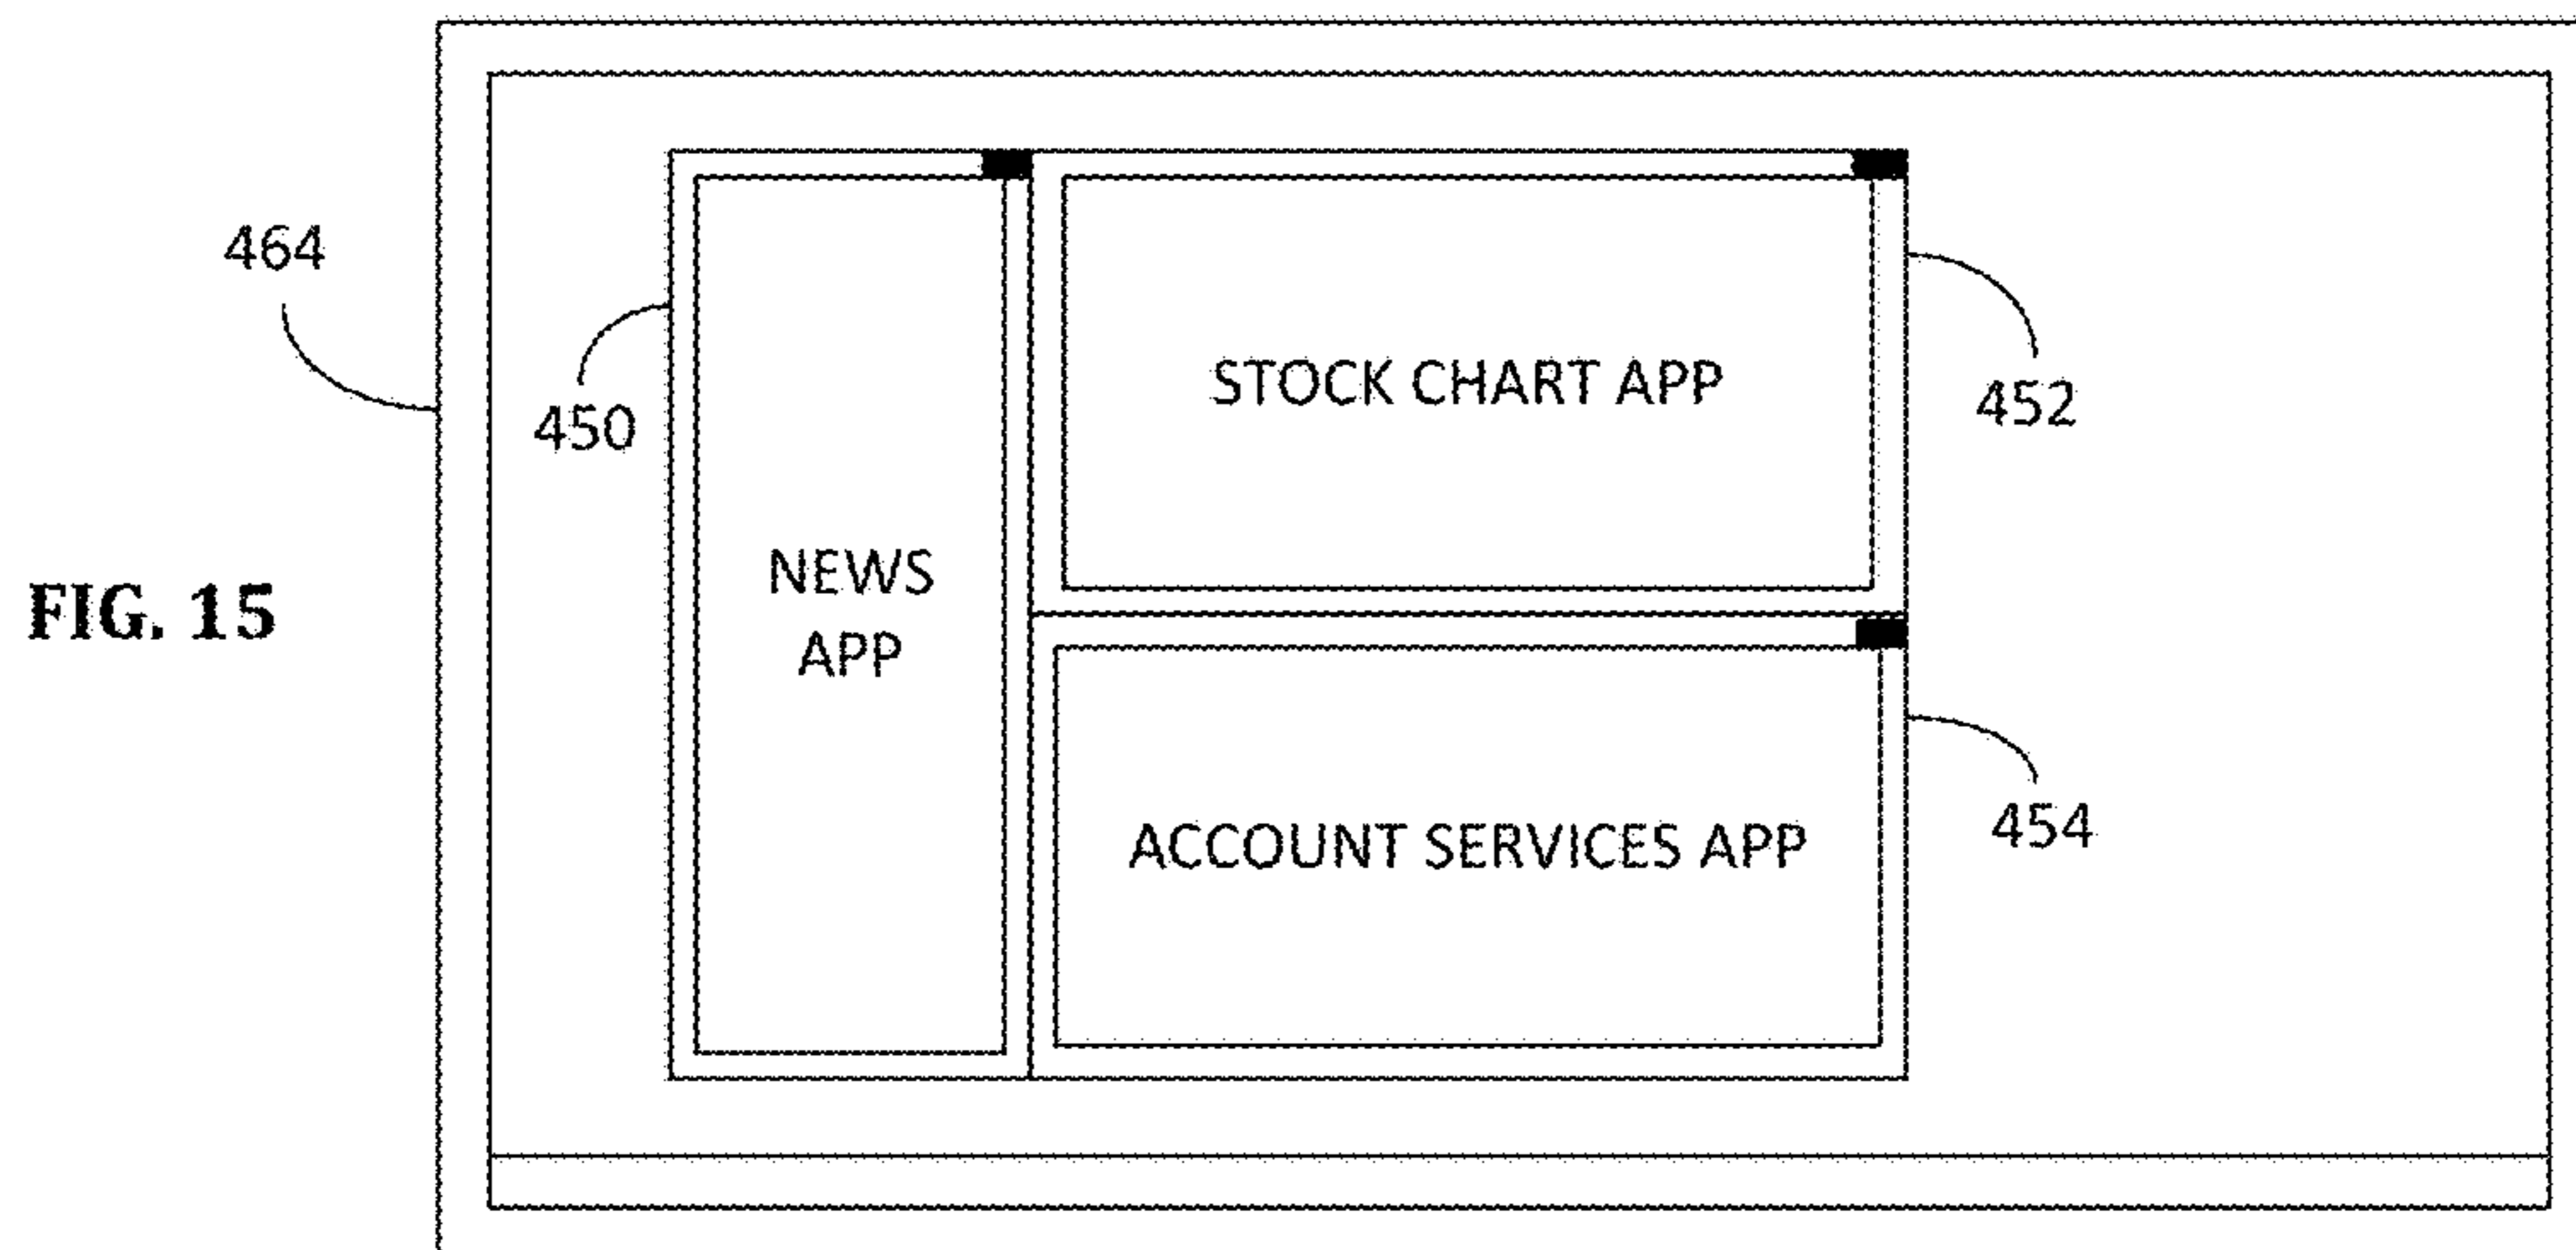 464
450
STOCK CHART APP
452
NEWS
APP
FIG. 15
ACCOUNT SERVICES APP
454